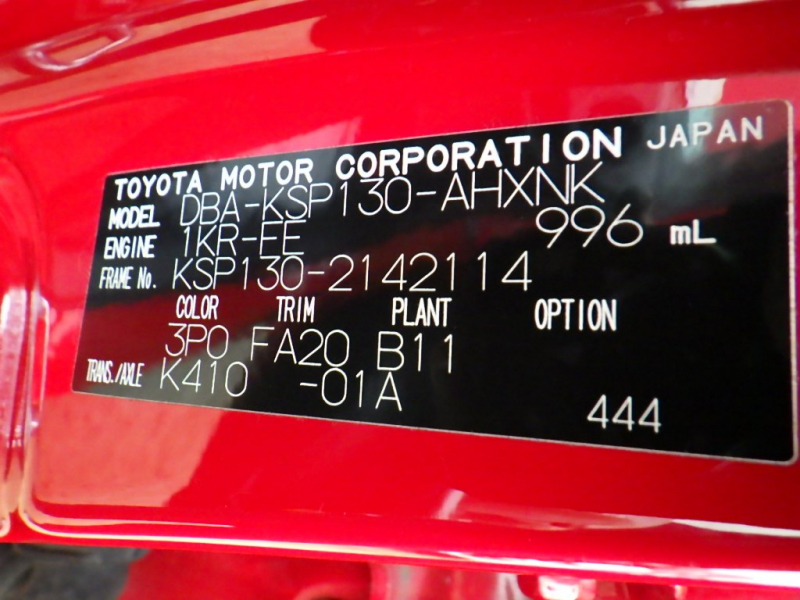 TOYOTA MOTOR CORPORATION JAPAN
MODEL DBA-KSP130-AHXNK
ENGINE 1KR-FE 996 mL
FRAME No. KSP130-2142114
COLOR TRIM PLANT OPTION
3P0 FA20 B11
TRANS./AXLE K410 -01A
444